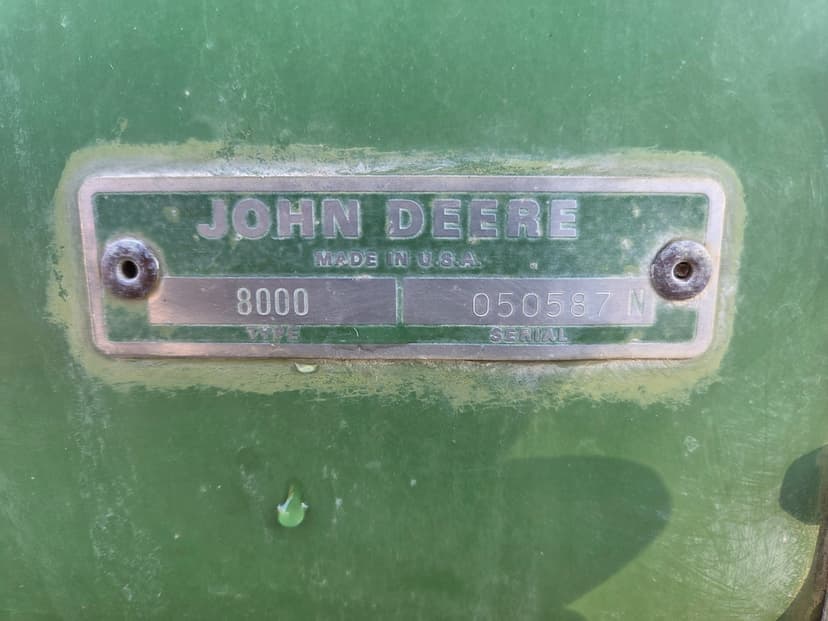 JOHN DEERE
MADE IN U.S.A.
8000 050587 N
TYPE SERIAL